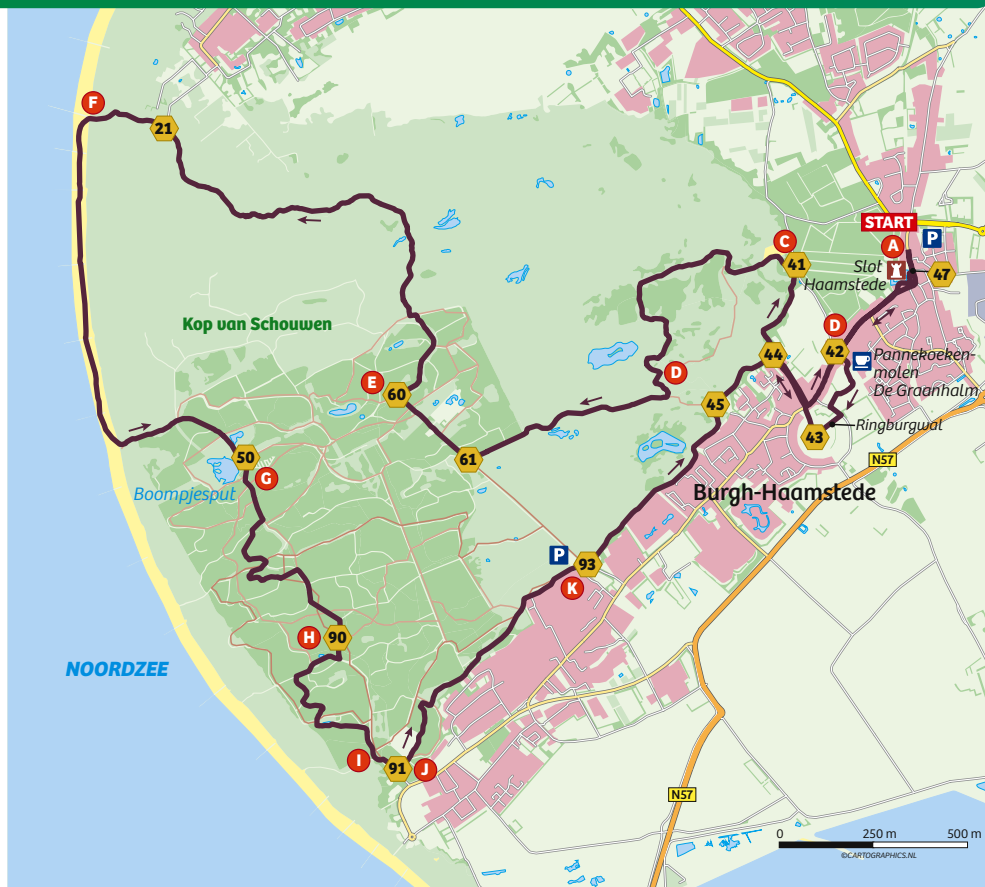 F
21
START
P
C
A
41
Slot
Haamstede
47
Kop van Schouwen
D
44
42
Pannekoeken-
molen
De Graanhalm
E
60
D
45
43
Ringburgwal
61
50
G
N57
Boompjesput
Burgh-Haamstede
P
93
K
H
90
NOORDZEE
I
91
J
N57
0 250 m 500 m
©CARTOGRAPHICS.NL